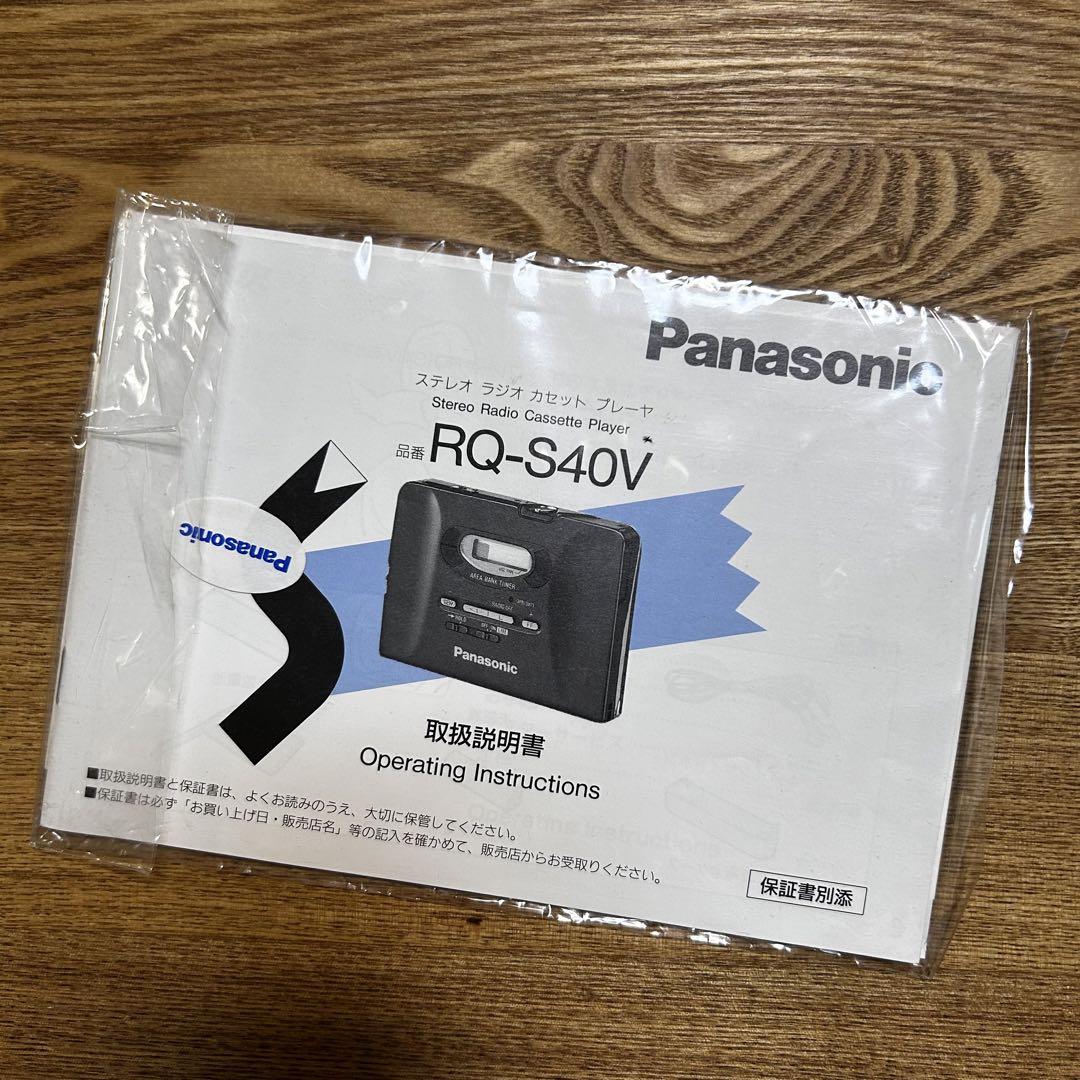 Panasonic
ステレオ ラジオ カセット プレーヤ
Stereo Radio Cassette Player
品番 RQ-S40V
Panasonic
AREA BANK TUNER
RADIO OFF
HOLD
Panasonic
取扱説明書
Operating Instructions
■取扱説明書と保証書は、よくお読みのうえ、大切に保管してください。
■保証書は必ず「お買い上げ日・販売店名」等の記入を確かめて、販売店からお受取りください。
保証書別添